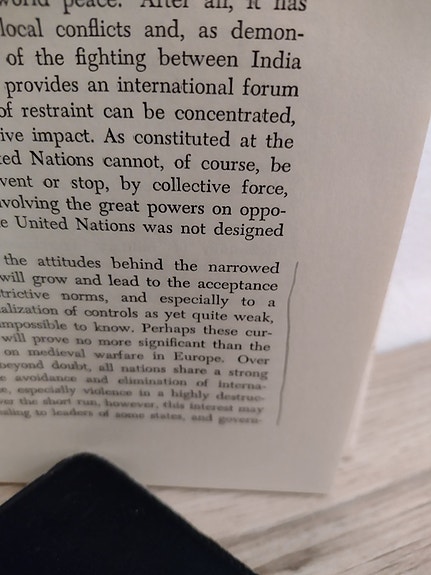 world peace. After all, it has
local conflicts and, as demon-
of the fighting between India
provides an international forum
of restraint can be concentrated,
ive impact. As constituted at the
ted Nations cannot, of course, be
vent or stop, by collective force,
volving the great powers on oppo-
e United Nations was not designed
the attitudes behind the narrowed
will grow and lead to the acceptance
trictive norms, and especially to a
alization of controls as yet quite weak,
impossible to know. Perhaps these cur-
will prove no more significant than the
on medieval warfare in Europe. Over
beyond doubt, all nations share a strong
e avoidance and elimination of interna-
e, especially violence in a highly destruc-
ver the short run, however, this interest may
aling to leaders of some states, and govern-